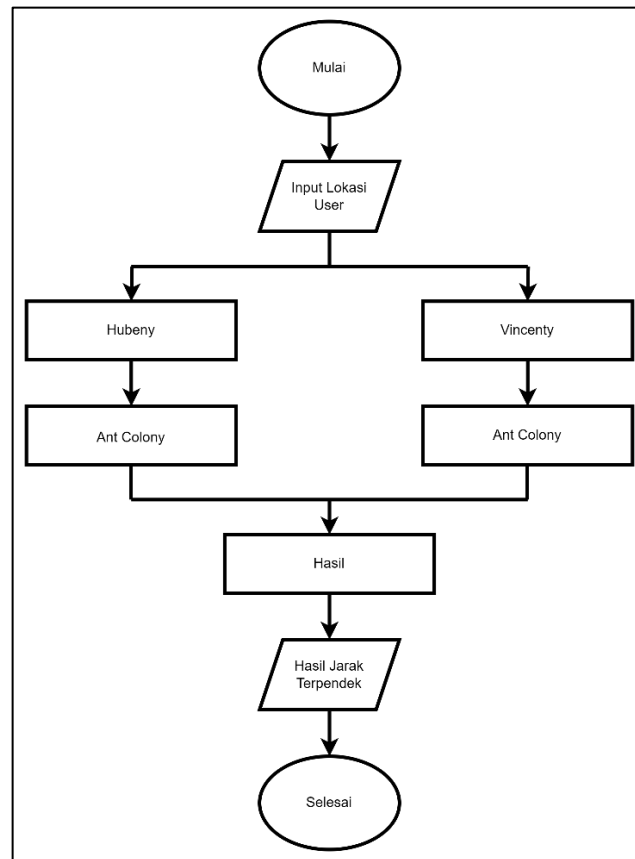 Mulai
Input Lokasi
User
Hubeny
Vincenty
Ant Colony
Ant Colony
Hasil
Hasil Jarak
Terpendek
Selesai